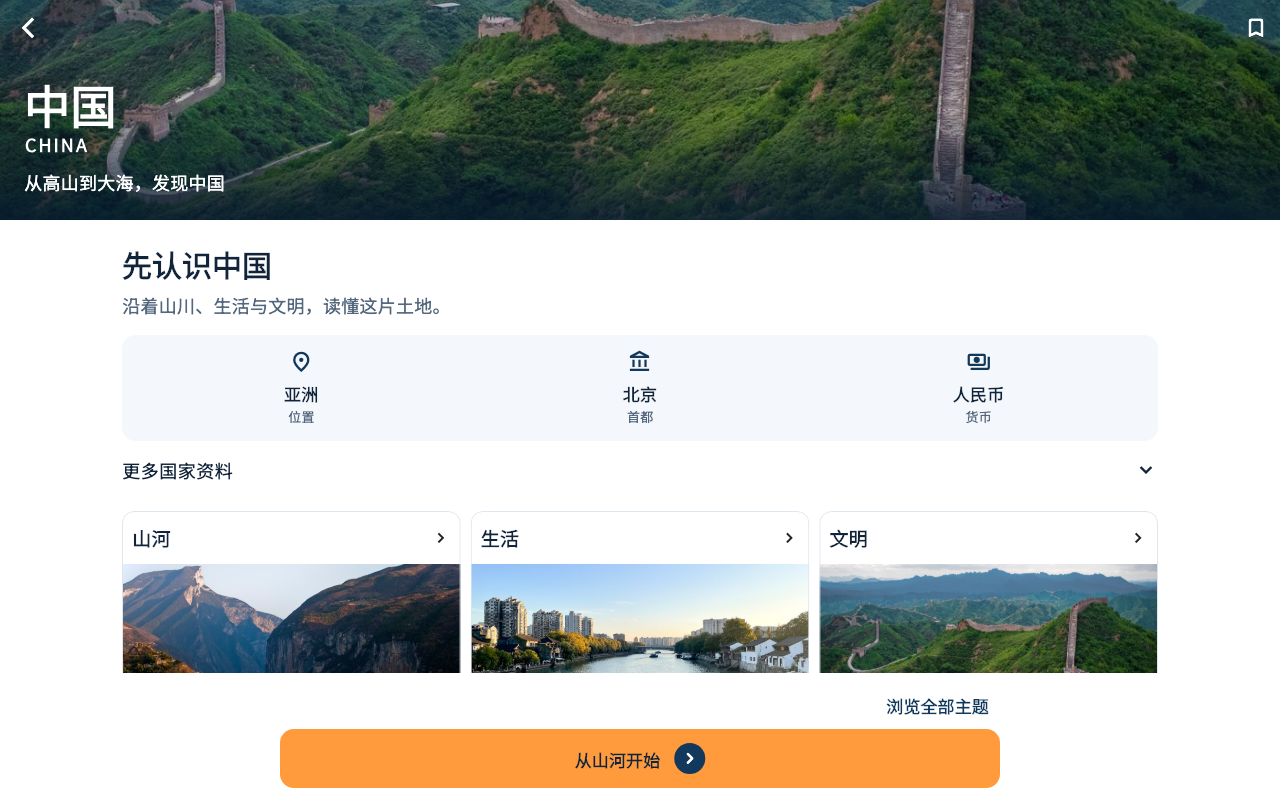 中国
CHINA
从高山到大海，发现中国
先认识中国
沿着山川、生活与文明，读懂这片土地。
亚洲
位置
北京
首都
人民币
货币
更多国家资料
山河
生活
文明
浏览全部主题
从山河开始